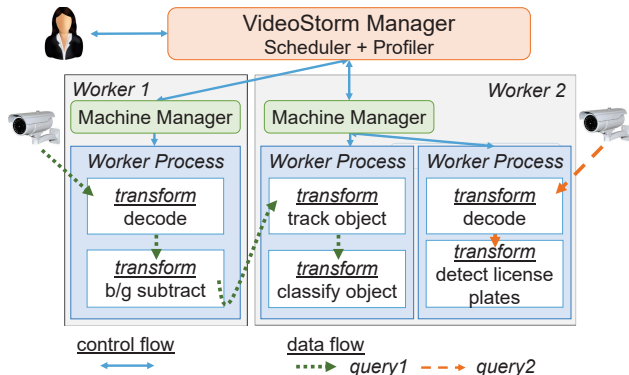 VideoStorm Manager
Scheduler + Profiler
Worker 1
Worker 2
Machine Manager
Machine Manager
Worker Process
transform
decode
transform
b/g subtract
Worker Process
transform
track object
transform
classify object
Worker Process
transform
decode
transform
detect license
plates
control flow
data flow
query1
query2